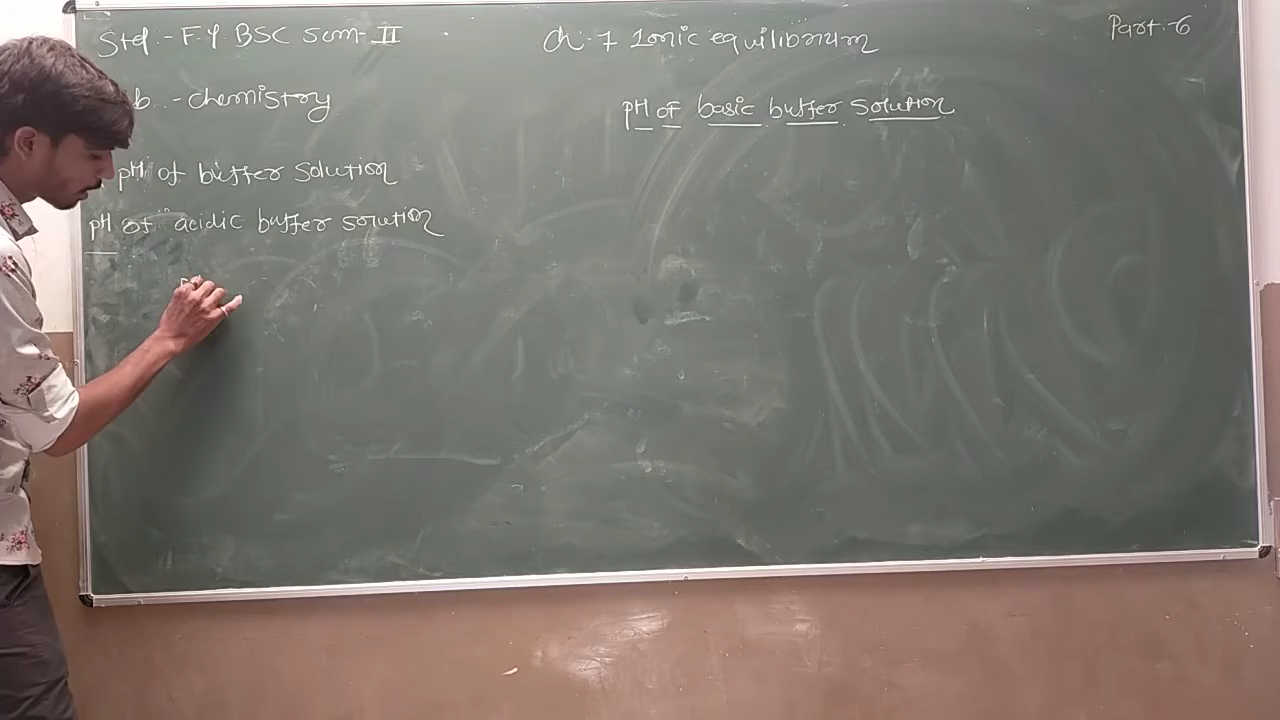 Std. - F.Y. BSC Sem-II
Ch-7 Ionic equilibrium
Part-6
b. - chemistry
pH of basic buffer solution
pH of buffer solution
pH of acidic buffer solution